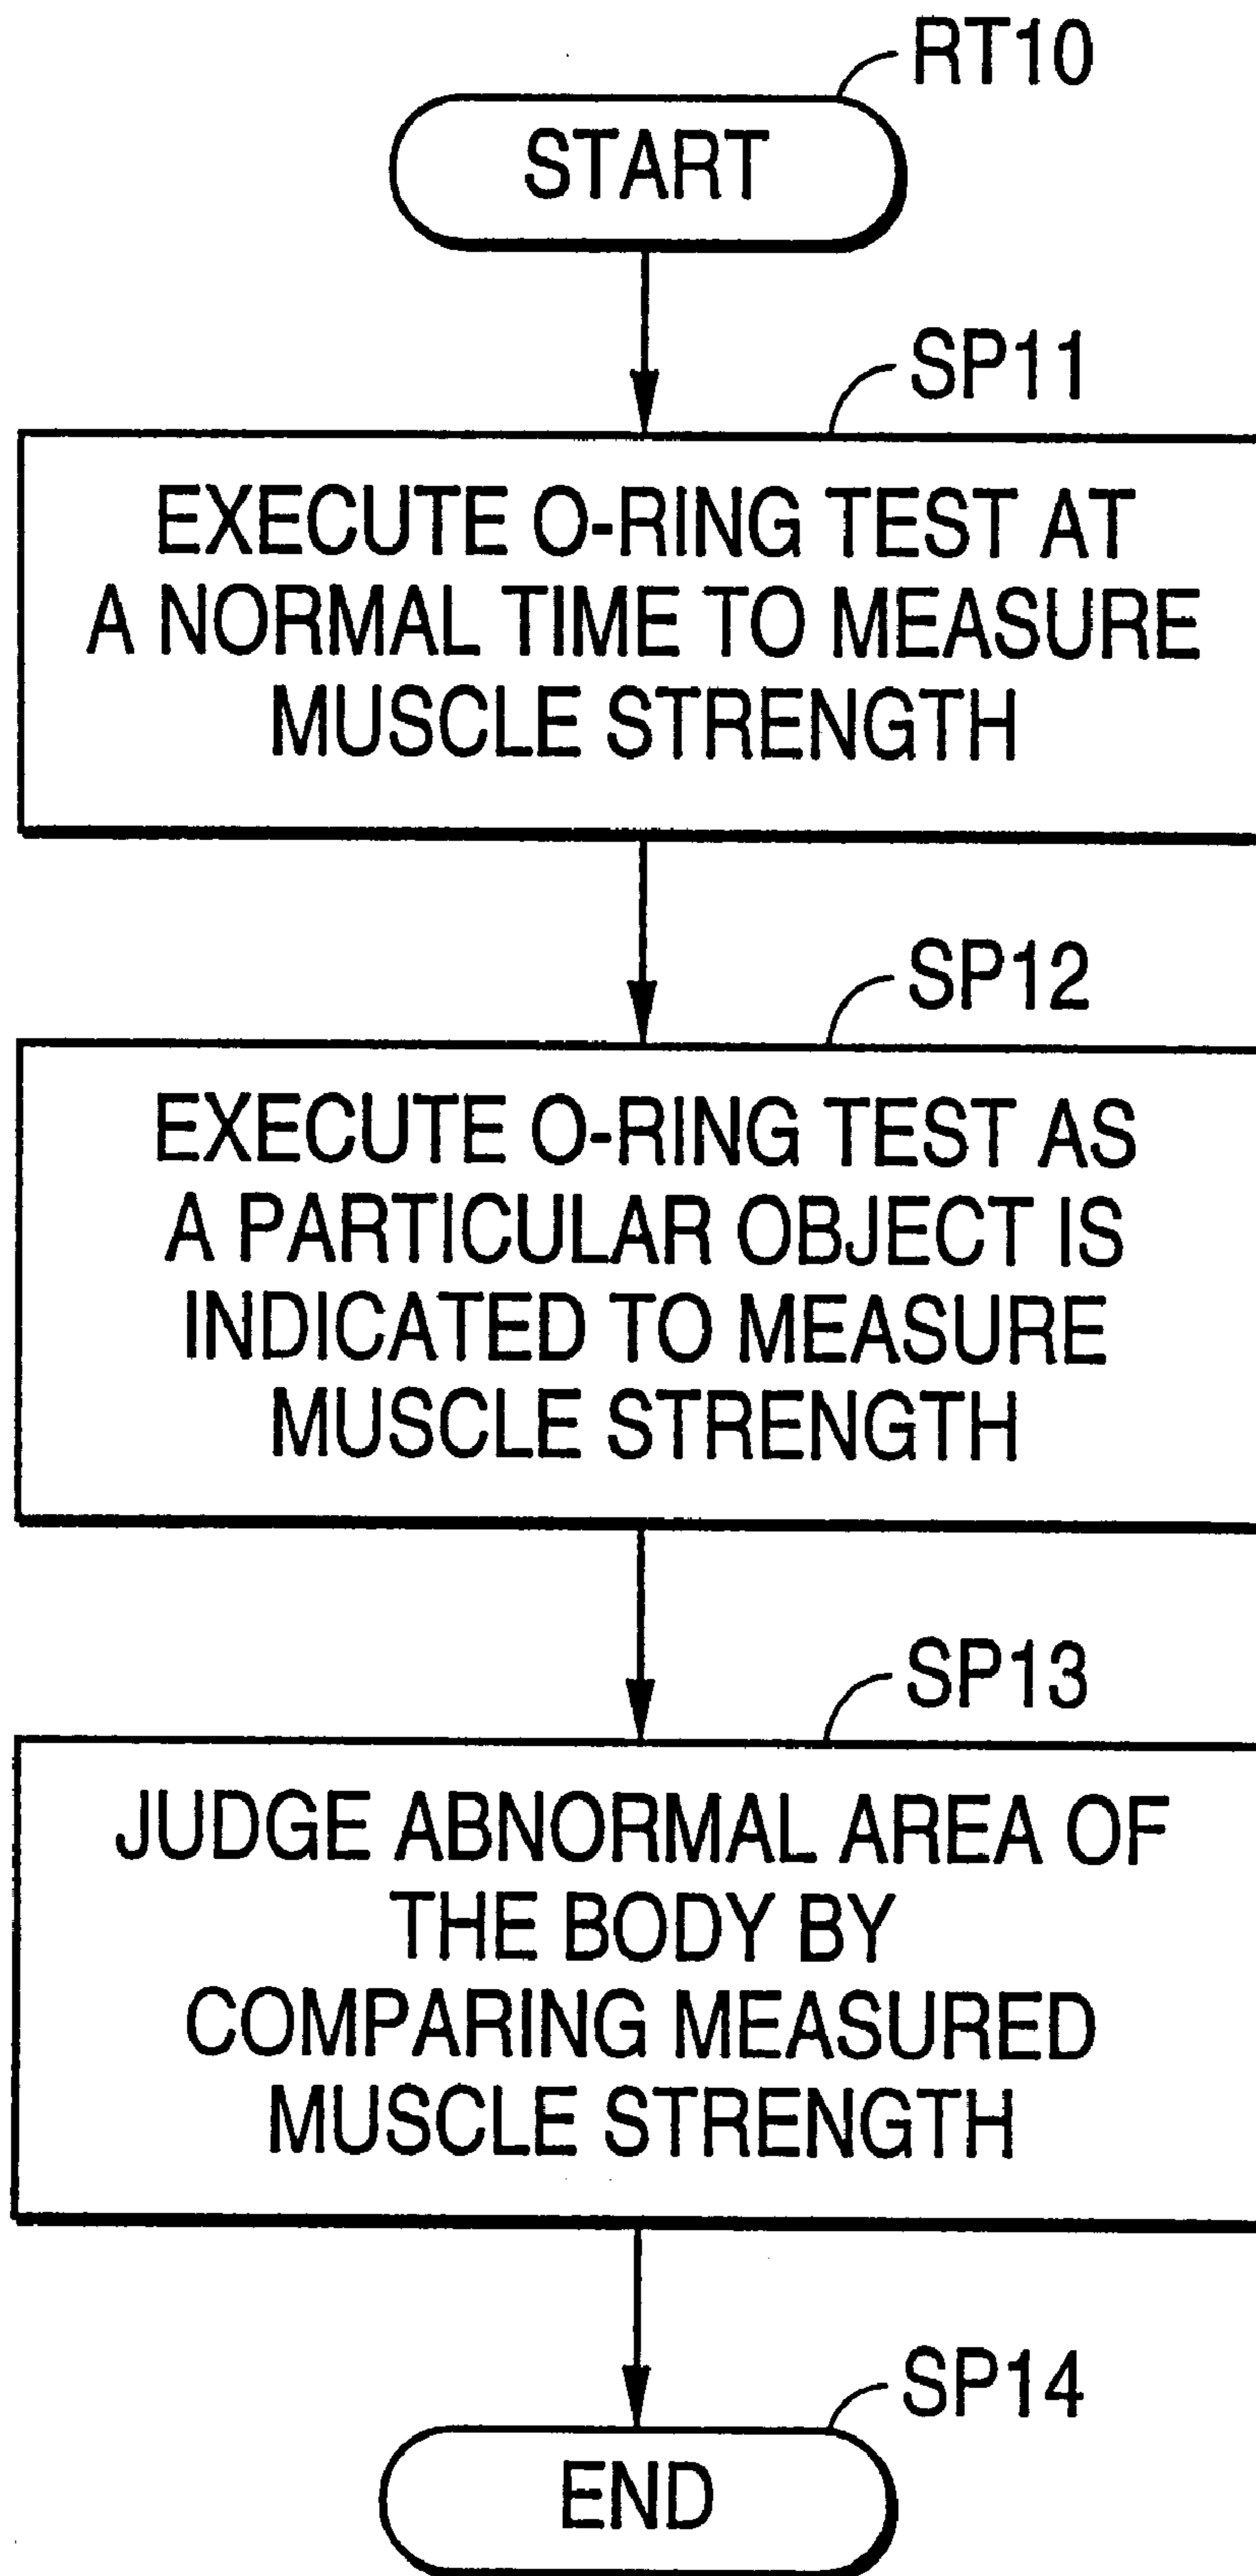 RT10
START
SP11
EXECUTE O-RING TEST AT
A NORMAL TIME TO MEASURE
MUSCLE STRENGTH
SP12
EXECUTE O-RING TEST AS
A PARTICULAR OBJECT IS
INDICATED TO MEASURE
MUSCLE STRENGTH
SP13
JUDGE ABNORMAL AREA OF
THE BODY BY
COMPARING MEASURED
MUSCLE STRENGTH
SP14
END